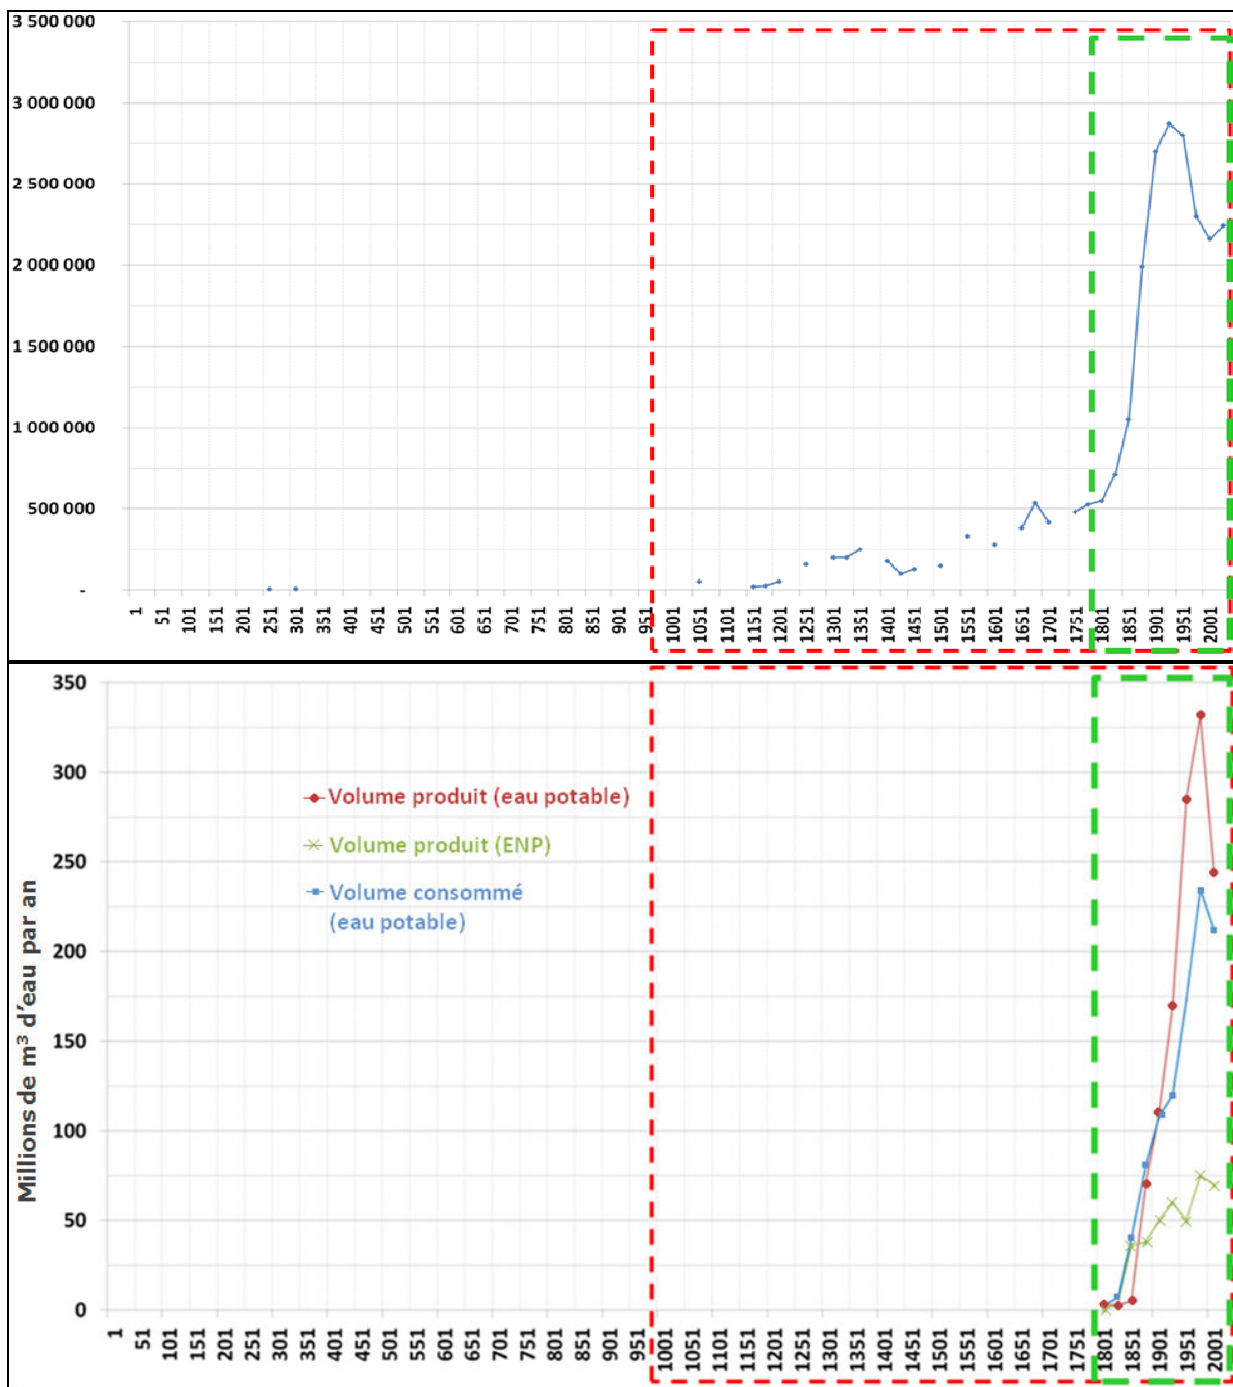 3 500 000
3 000 000
2 500 000
2 000 000
1 500 000
1 000 000
500 000
-
1 51 101 151 201 251 301 351 401 451 501 551 601 651 701 751 801 851 901 951 1001 1051 1101 1151 1201 1251 1301 1351 1401 1451 1501 1551 1601 1651 1701 1751 1801 1851 1901 1951 2001
350
300
250
200
150
100
50
0
Millions de m³ d'eau par an
Volume produit (eau potable)
Volume produit (ENP)
Volume consommé
(eau potable)
1 51 101 151 201 251 301 351 401 451 501 551 601 651 701 751 801 851 901 951 1001 1051 1101 1151 1201 1251 1301 1351 1401 1451 1501 1551 1601 1651 1701 1751 1801 1851 1901 1951 2001